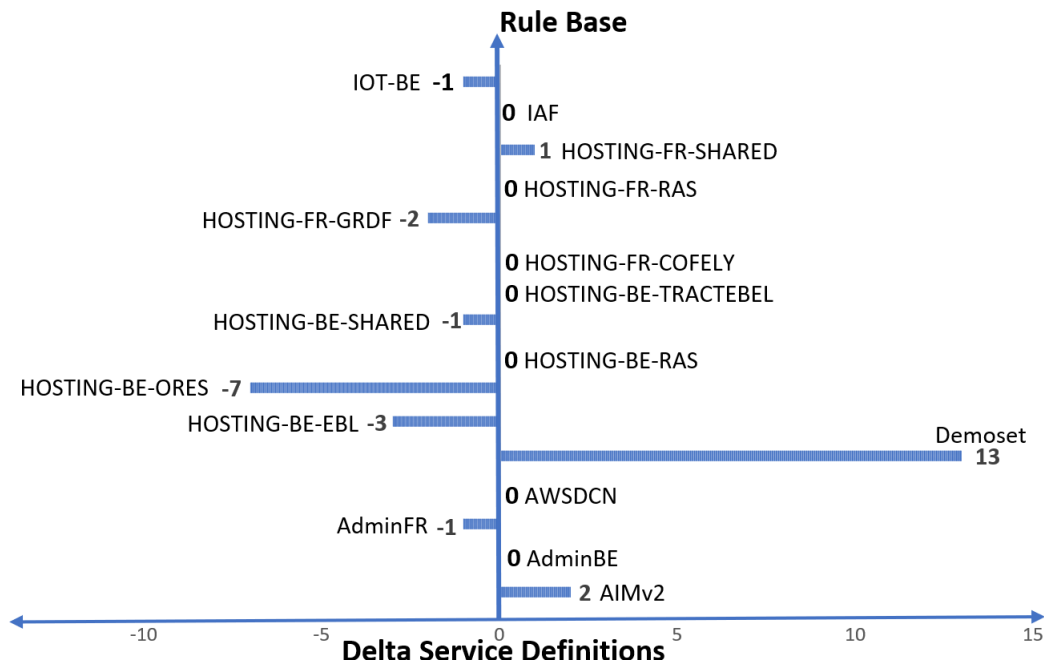 Rule Base
IOT-BE -1
0 IAF
1 HOSTING-FR-SHARED
0 HOSTING-FR-RAS
HOSTING-FR-GRDF -2
0 HOSTING-FR-COFELY
0 HOSTING-BE-TRACTEBEL
HOSTING-BE-SHARED -1
0 HOSTING-BE-RAS
HOSTING-BE-ORES -7
HOSTING-BE-EBL -3
Demoset
13
0 AWSDCN
AdminFR -1
0 AdminBE
2 AIMv2
-10 -5 0 5 10 15
Delta Service Definitions